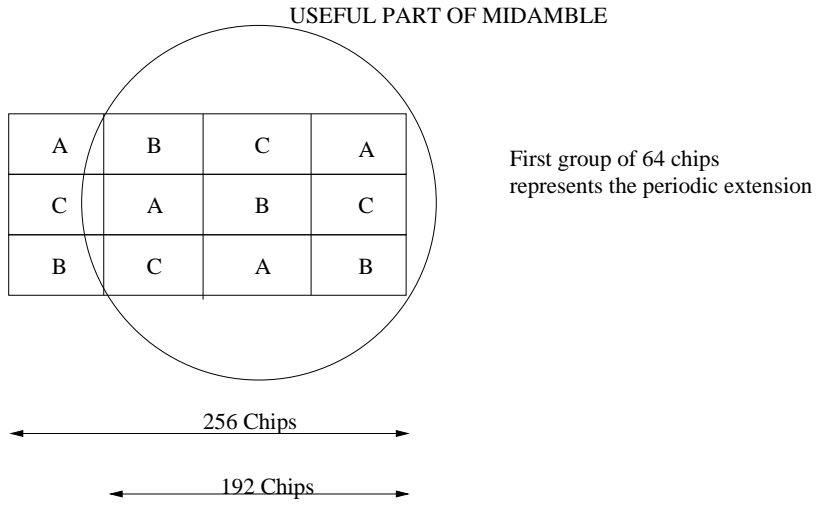 USEFUL PART OF MIDAMBLE
A B C A
C A B C
B C A B
First group of 64 chips
represents the periodic extension
256 Chips
192 Chips